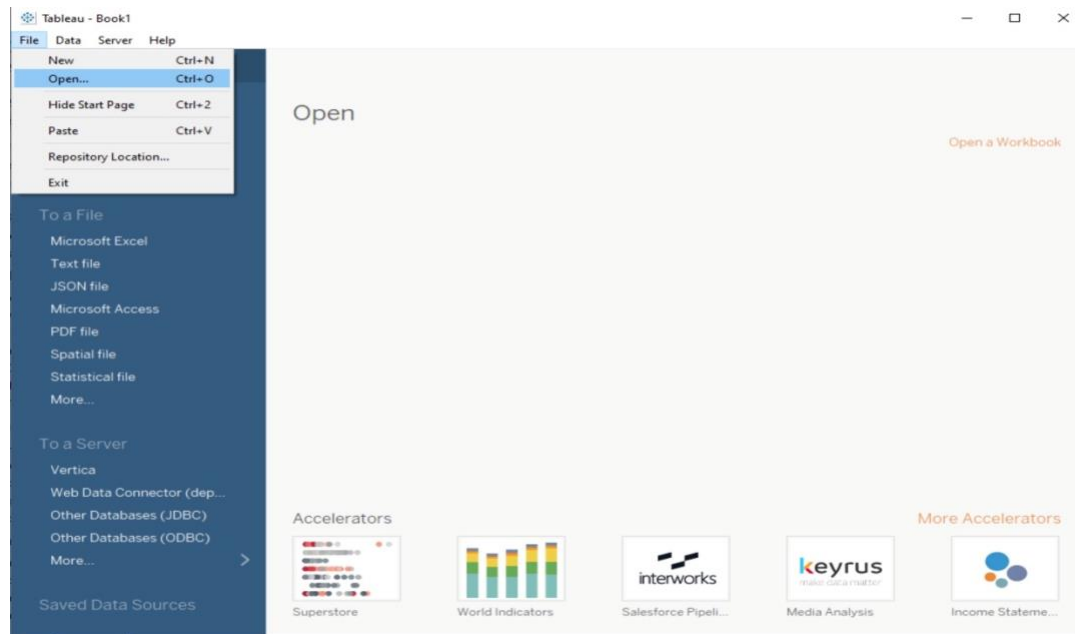 Tableau - Book1
File Data Server Help
New Ctrl+N
Open... Ctrl+O
Hide Start Page Ctrl+2
Paste Ctrl+V
Repository Location...
Exit
To a File
Microsoft Excel
Text file
JSON file
Microsoft Access
PDF file
Spatial file
Statistical file
More...
To a Server
Vertica
Web Data Connector (dep...
Other Databases (JDBC)
Other Databases (ODBC)
More...
Saved Data Sources
Open
Open a Workbook
Accelerators
More Accelerators
interworks
keyrus
make data matter
Superstore
World Indicators
Salesforce Pipeli...
Media Analysis
Income Stateme...